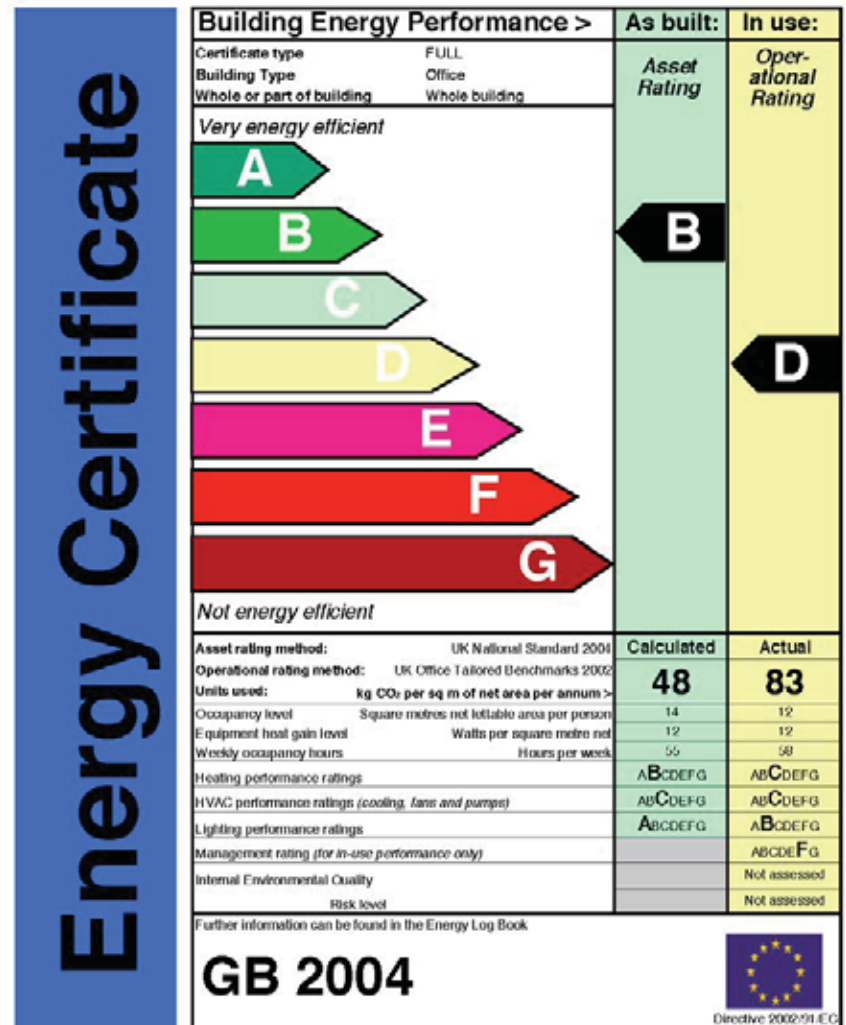 Energy Certificate
Building Energy Performance > As built: In use:
Certificate type FULL
Building Type Office
Whole or part of building Whole building
Asset Rating
Oper-ational Rating
Very energy efficient
A
B B
C
D D
E
F
G
Not energy efficient
Asset rating method: UK National Standard 2004 Calculated Actual
Operational rating method: UK Office Tailored Benchmarks 2002
Units used: kg CO₂ per sq m of net area per annum > 48 83
Occupancy level Square metres net lettable area per person 14 12
Equipment heat gain level Watts per square metre net 12 12
Weekly occupancy hours Hours per week 55 58
Heating performance ratings ABCDEFG ABCDEFG
HVAC performance ratings (cooling, fans and pumps) ABCDEFG ABCDEFG
Lighting performance ratings ABCDEFG ABCDEFG
Management rating (for in-use performance only) ABCDEFG
Internal Environmental Quality Not assessed
Risk level Not assessed
Further information can be found in the Energy Log Book
GB 2004
Directive 2002/91/EC